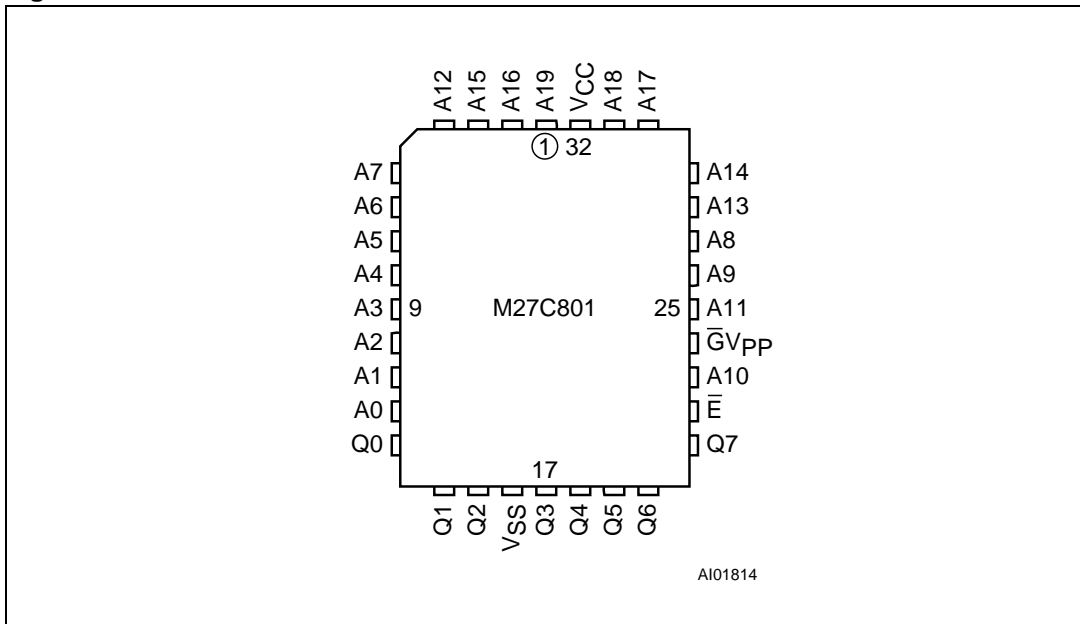 A12 A15 A16 A19 VCC A18 A17
1 32
A7 A14
A6 A13
A5 A8
A4 A9
A3 9 M27C801 25 A11
A2 G̅VPP
A1 A10
A0 E̅
Q0 Q7
17
Q1 Q2 VSS Q3 Q4 Q5 Q6
AI01814